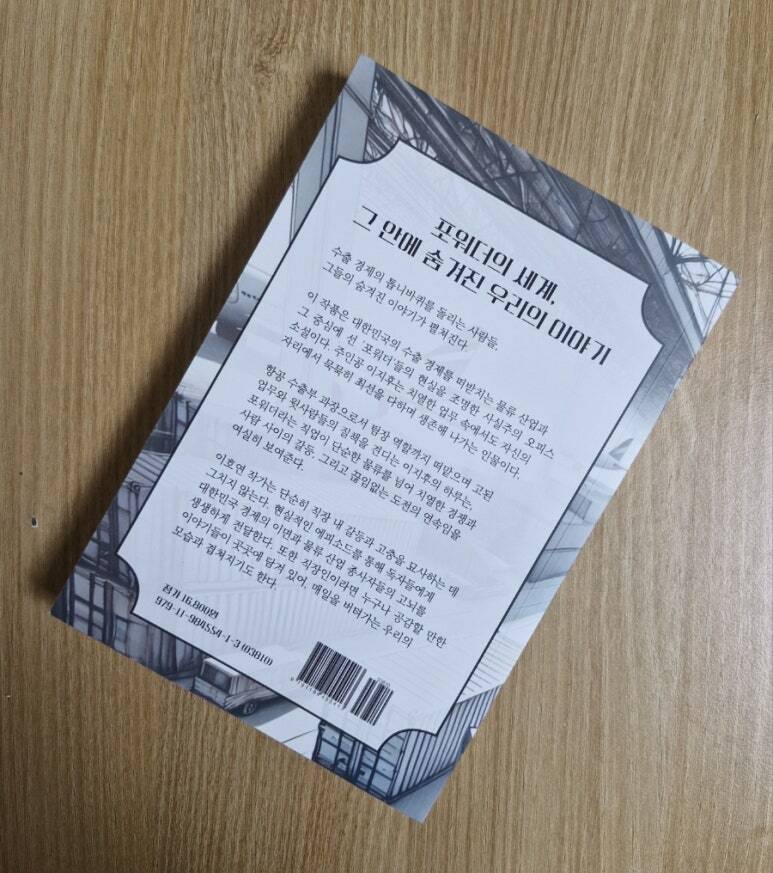 포워더의 세계,
그 안에 숨겨진 우리의 이야기
수출 경제의 톱니바퀴를 돌리는 사람들,
그들의 숨겨진 이야기가 펼쳐진다.
이 작품은 대한민국의 수출 경제를 떠받치는 물류 산업과
그 중심에 선 '포워더'들의 현실을 조명한 사실주의 오피스
소설이다. 주인공 이지후는 치열한 업무 속에서도 자신의
자리에서 묵묵히 최선을 다하며 생존해 나가는 인물이다.
항공 수출부 과장으로서 팀장 역할까지 떠맡으며 고된
업무와 윗사람들의 질책을 견디는 이지후의 하루는,
포워더라는 직업이 단순한 물류를 넘어 치열한 경쟁과
사람 사이의 갈등, 그리고 끊임없는 도전의 연속임을
여실히 보여준다.
이호연 작가는 단순히 직장 내 갈등과 고충을 묘사하는 데
그치지 않는다. 현실적인 에피소드를 통해 독자들에게
대한민국 경제의 이면과 물류 산업 종사자들의 고뇌를
생생하게 전달한다. 또한 직장인이라면 누구나 공감할 만한
이야기들이 곳곳에 담겨 있어, 매일을 버텨가는 우리의
모습과 겹쳐지기도 한다.
정가 16,800원
979-11-984554-1-3 (03810)